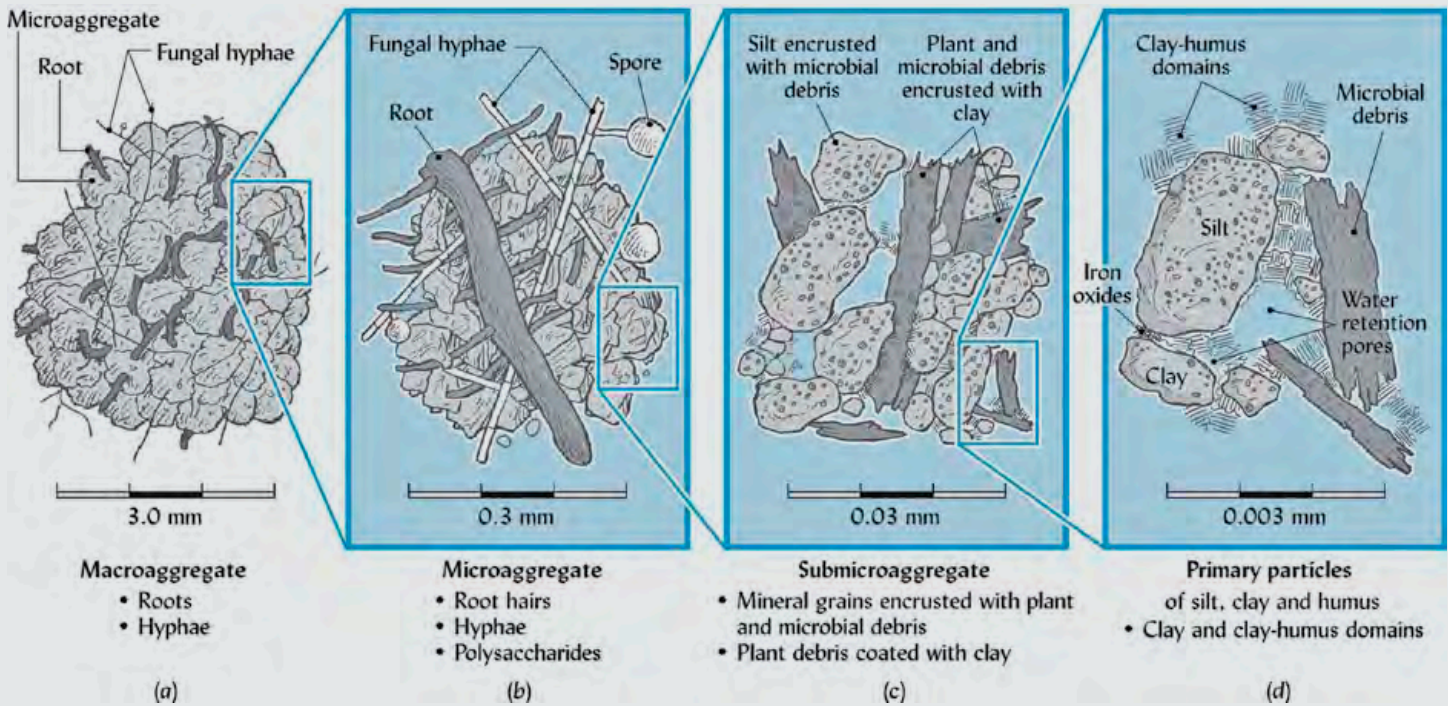 Microaggregate
Root
Fungal hyphae
3.0 mm
Macroaggregate
• Roots
• Hyphae
(a)
Fungal hyphae
Spore
Root
0.3 mm
Microaggregate
• Root hairs
• Hyphae
• Polysaccharides
(b)
Silt encrusted
with microbial
debris
Plant and
microbial debris
encrusted with
clay
0.03 mm
Submicroaggregate
• Mineral grains encrusted with plant
and microbial debris
• Plant debris coated with clay
(c)
Clay-humus
domains
Microbial
debris
Silt
Iron
oxides
Water
retention
pores
Clay
0.003 mm
Primary particles
of silt, clay and humus
• Clay and clay-humus domains
(d)